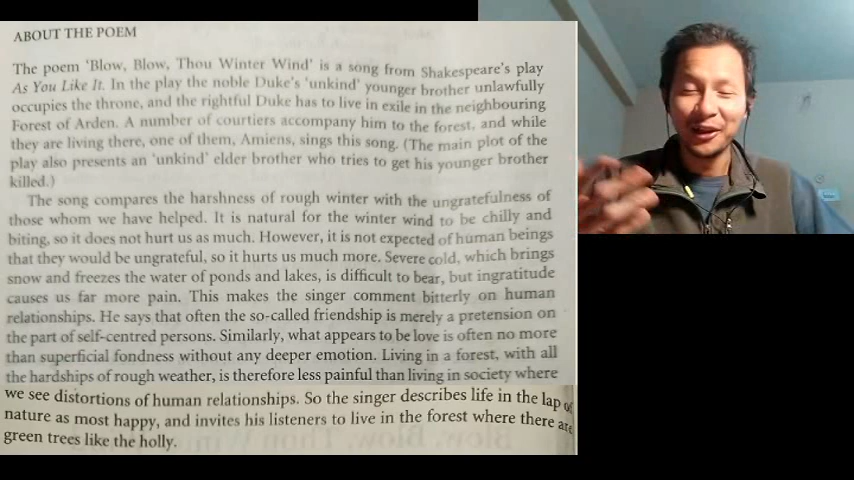 ABOUT THE POEM
The poem 'Blow, Blow, Thou Winter Wind' is a song from Shakespeare's play
As You Like It. In the play the noble Duke's 'unkind' younger brother unlawfully
occupies the throne, and the rightful Duke has to live in exile in the neighbouring
Forest of Arden. A number of courtiers accompany him to the forest, and while
they are living there, one of them, Amiens, sings this song. (The main plot of the
play also presents an 'unkind' elder brother who tries to get his younger brother
killed.)
The song compares the harshness of rough winter with the ungratefulness of
those whom we have helped. It is natural for the winter wind to be chilly and
biting, so it does not hurt us as much. However, it is not expected of human beings
that they would be ungrateful, so it hurts us much more. Severe cold, which brings
snow and freezes the water of ponds and lakes, is difficult to bear, but ingratitude
causes us far more pain. This makes the singer comment bitterly on human
relationships. He says that often the so-called friendship is merely a pretension on
the part of self-centred persons. Similarly, what appears to be love is often no more
than superficial fondness without any deeper emotion. Living in a forest, with all
the hardships of rough weather, is therefore less painful than living in society where
we see distortions of human relationships. So the singer describes life in the lap of
nature as most happy, and invites his listeners to live in the forest where there are
green trees like the holly.